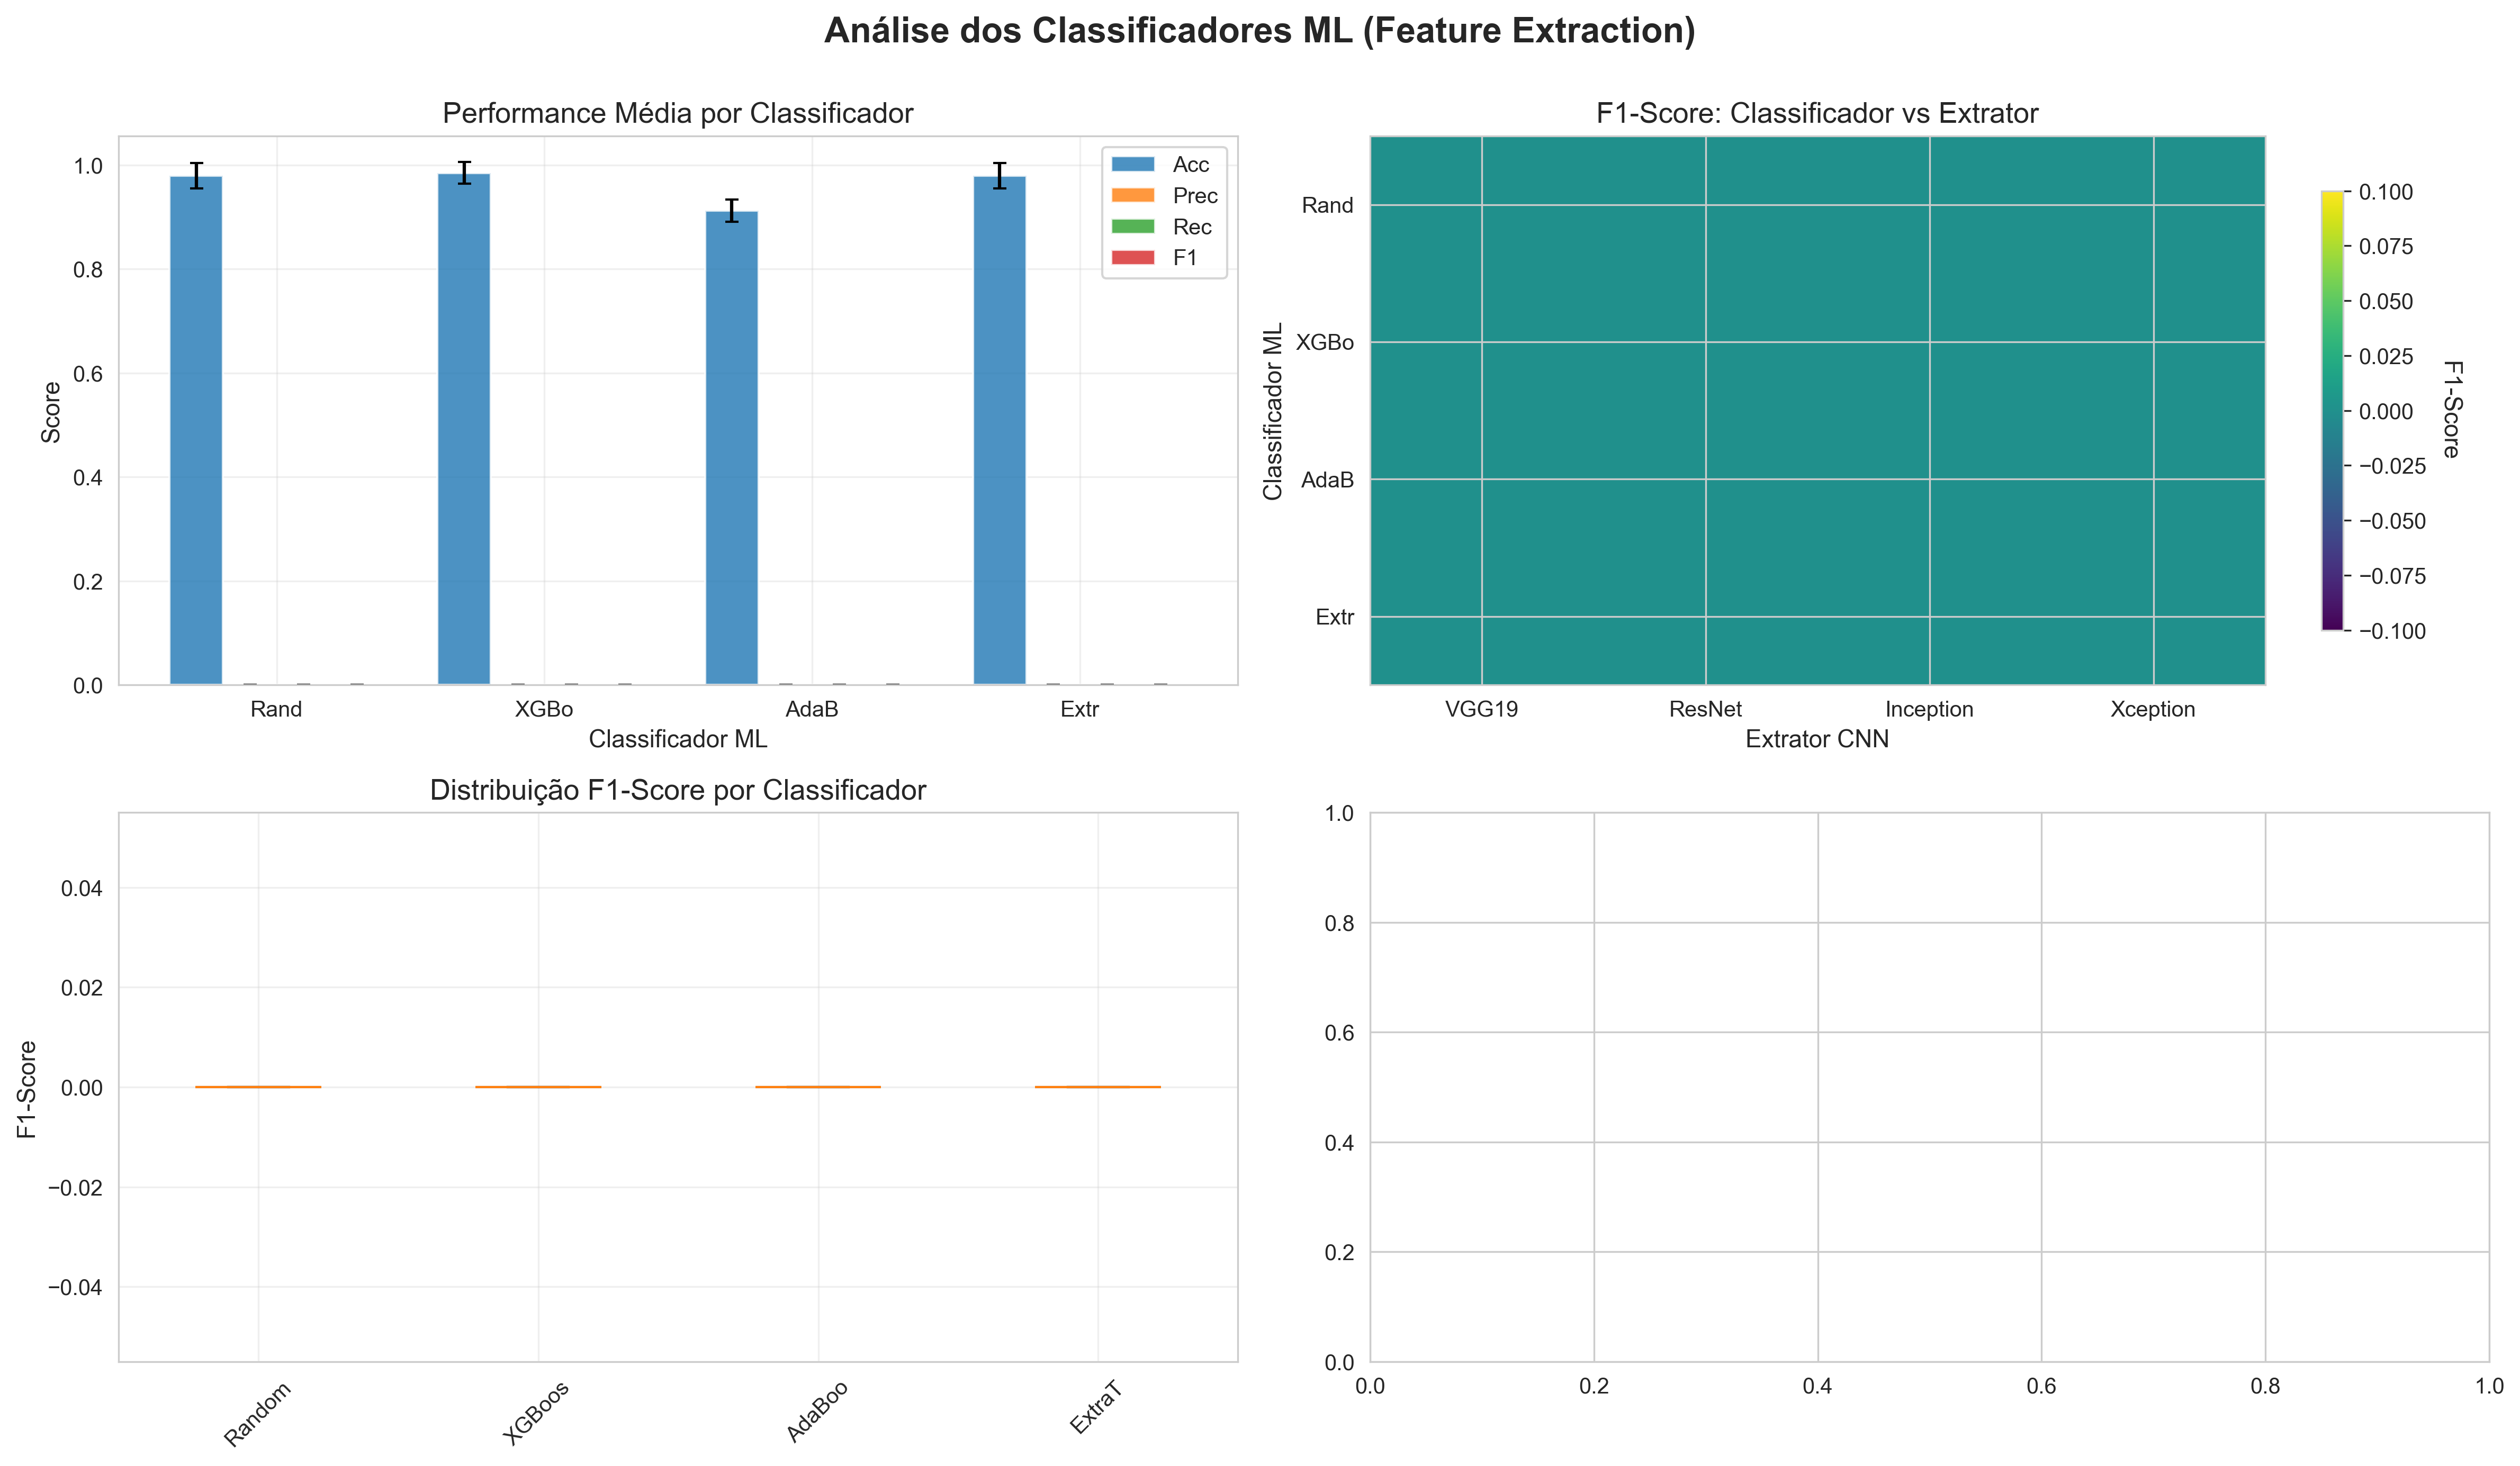 Análise dos Classificadores ML (Feature Extraction)
Performance Média por Classificador
Score
1.0
0.8
0.6
0.4
0.2
0.0
Acc
Prec
Rec
F1
Rand
XGBo
AdaB
Extr
Classificador ML
F1-Score: Classificador vs Extrator
Classificador ML
Rand
XGBo
AdaB
Extr
VGG19
ResNet
Inception
Xception
Extrator CNN
0.100
0.075
0.050
0.025
0.000
−0.025
−0.050
−0.075
−0.100
F1-Score
Distribuição F1-Score por Classificador
F1-Score
0.04
0.02
0.00
−0.02
−0.04
Random
XGBoos
AdaBoo
ExtraT
1.0
0.8
0.6
0.4
0.2
0.0
0.0
0.2
0.4
0.6
0.8
1.0